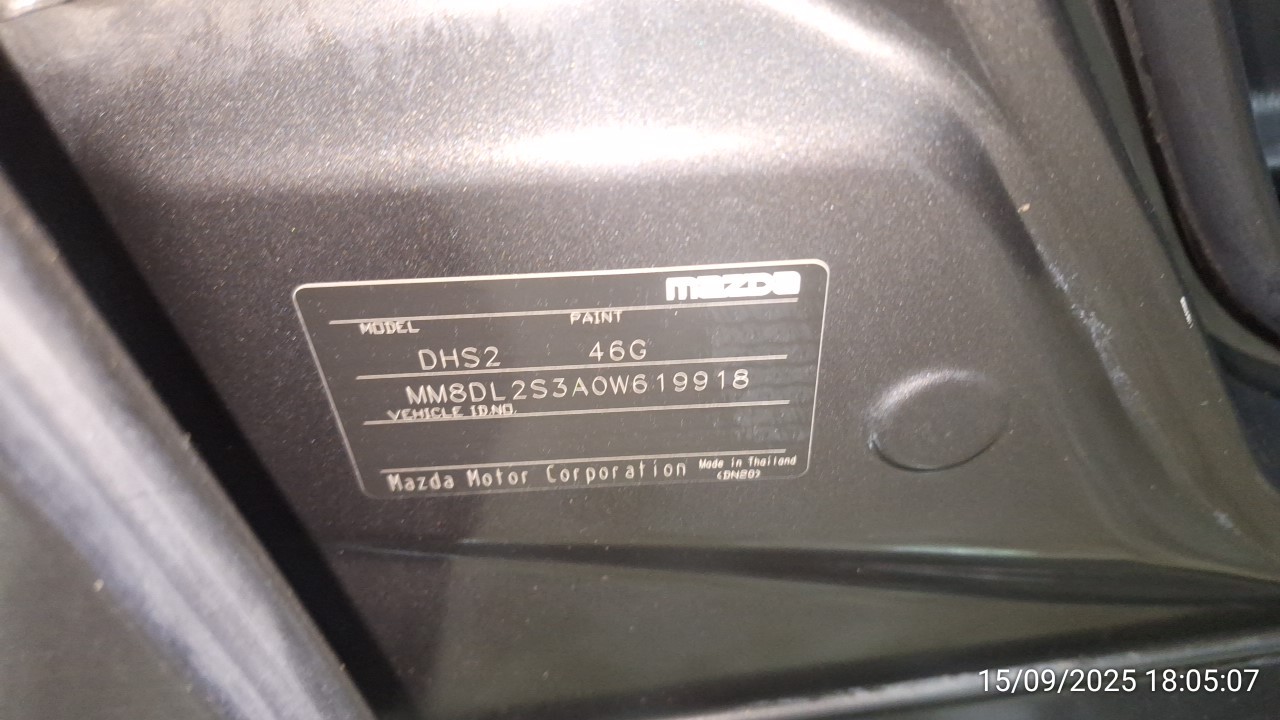 mazda
MODEL PAINT
DHS2 46G
MM8DL2S3A0W619918
VEHICLE ID.NO.
Mazda Motor Corporation Made in Thailand
<DN20>
15/09/2025 18:05:07